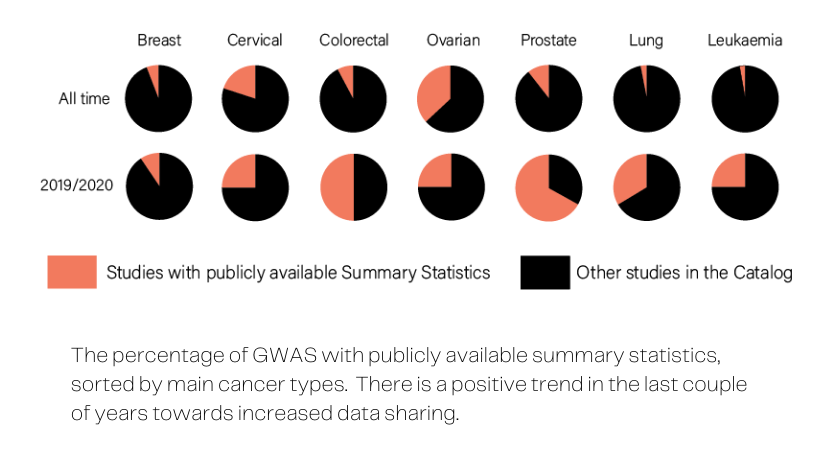 Breast Cervical Colorectal Ovarian Prostate Lung Leukaemia
All time
2019/2020
Studies with publicly available Summary Statistics Other studies in the Catalog
The percentage of GWAS with publicly available summary statistics,
sorted by main cancer types. There is a positive trend in the last couple
of years towards increased data sharing.